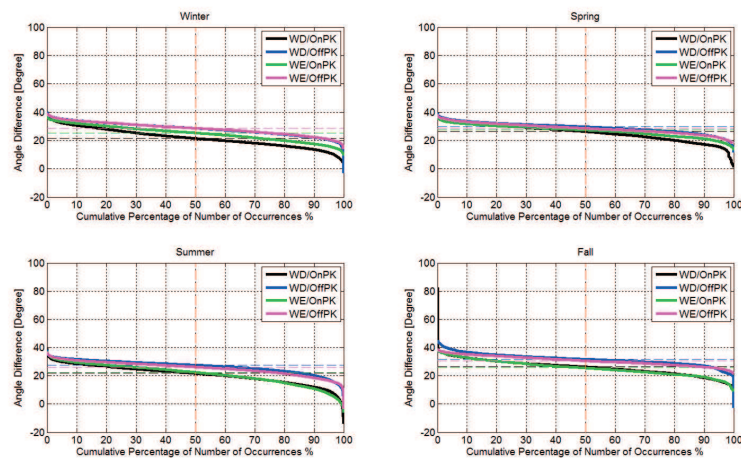 Winter
100
80
60
40
20
0
-20
Angle Difference [Degree]
WD/OnPK
WD/OffPK
WE/OnPK
WE/OffPK
0 10 20 30 40 50 60 70 80 90 100
Cumulative Percentage of Number of Occurrences %
Spring
100
80
60
40
20
0
-20
Angle Difference [Degree]
WD/OnPK
WD/OffPK
WE/OnPK
WE/OffPK
0 10 20 30 40 50 60 70 80 90 100
Cumulative Percentage of Number of Occurrences %
Summer
100
80
60
40
20
0
-20
Angle Difference [Degree]
WD/OnPK
WD/OffPK
WE/OnPK
WE/OffPK
0 10 20 30 40 50 60 70 80 90 100
Cumulative Percentage of Number of Occurrences %
Fall
100
80
60
40
20
0
-20
Angle Difference [Degree]
WD/OnPK
WD/OffPK
WE/OnPK
WE/OffPK
0 10 20 30 40 50 60 70 80 90 100
Cumulative Percentage of Number of Occurrences %